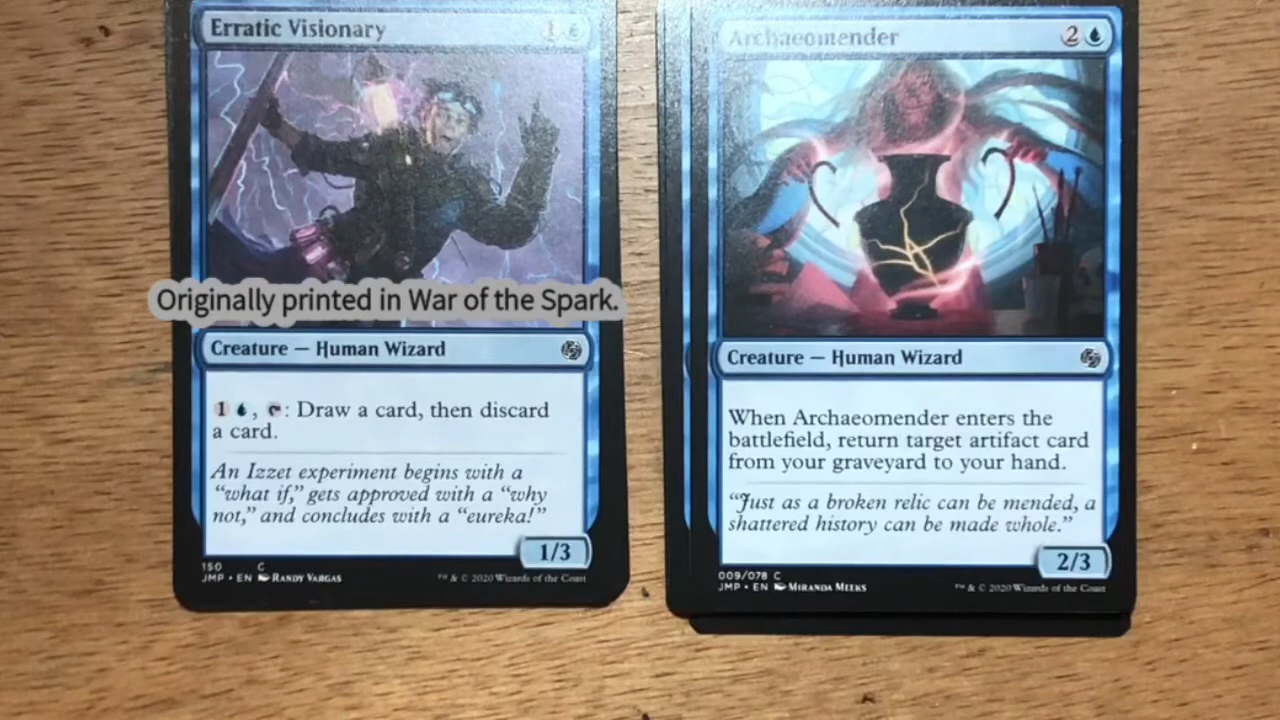 Erratic Visionary
1
Originally printed in War of the Spark.
Creature — Human Wizard
1 , : Draw a card, then discard
a card.
An Izzet experiment begins with a
“what if,” gets approved with a “why
not,” and concludes with a “eureka!”
1/3
150 C
JMP • EN RANDY VARGAS
™ & © 2020 Wizards of the Coast
Archaeomender
2
Creature — Human Wizard
When Archaeomender enters the
battlefield, return target artifact card
from your graveyard to your hand.
“Just as a broken relic can be mended, a
shattered history can be made whole.”
2/3
009/078 C
JMP • EN MIRANDA MEEKS
™ & © 2020 Wizards of the Coast